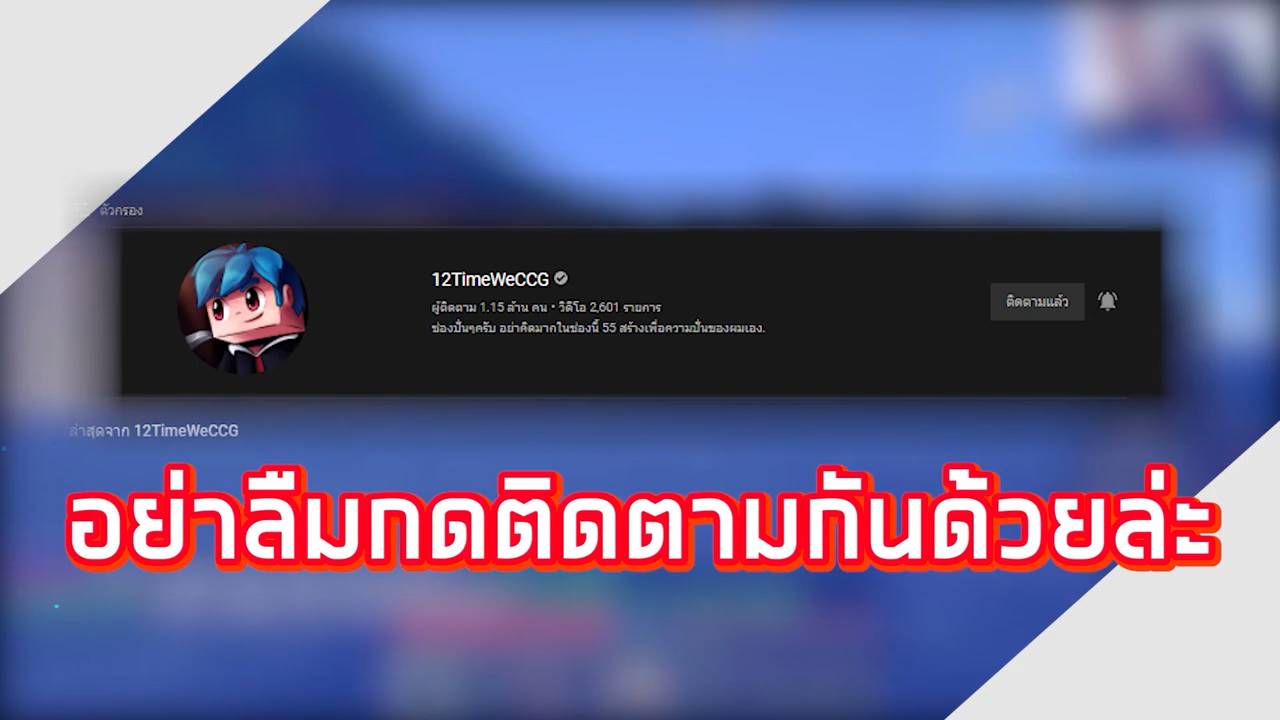 ตัวกรอง
12TimeWeCCG
ผู้ติดตาม 1.15 ล้าน คน • วิดีโอ 2,601 รายการ
ช่องปั่นๆครับ อย่าคิดมากในช่องนี้ 55 สร้างเพื่อความปั่นของผมเอง.
ติดตามแล้ว
ล่าสุดจาก 12TimeWeCCG
อย่าลืมกดติดตามกันด้วยล่ะ